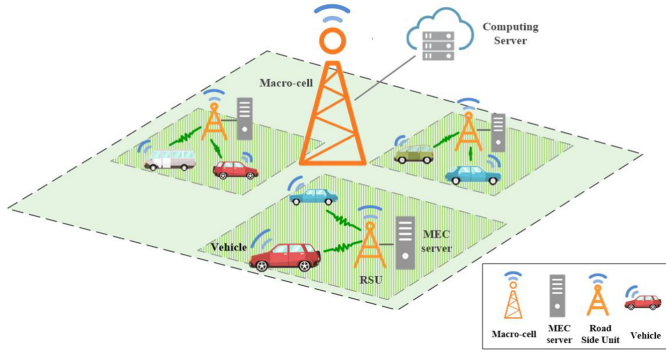 Computing
Server
Macro-cell
Vehicle
MEC
server
RSU
Macro-cell
MEC
server
Road
Side Unit
Vehicle